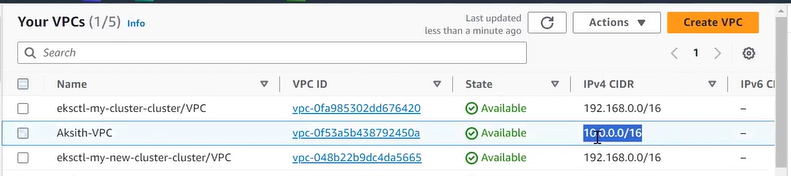 Your VPCs (1/5) Info
Last updated
less than a minute ago
Actions
Create VPC
Search
1
Name VPC ID State IPv4 CIDR IPv6 CI
eksctl-my-cluster-cluster/VPC vpc-0fa985302dd676420 Available 192.168.0.0/16 –
Aksith-VPC vpc-0f53a5b438792450a Available 10.0.0.0/16 –
eksctl-my-new-cluster-cluster/VPC vpc-048b22b9dc4da5665 Available 192.168.0.0/16 –